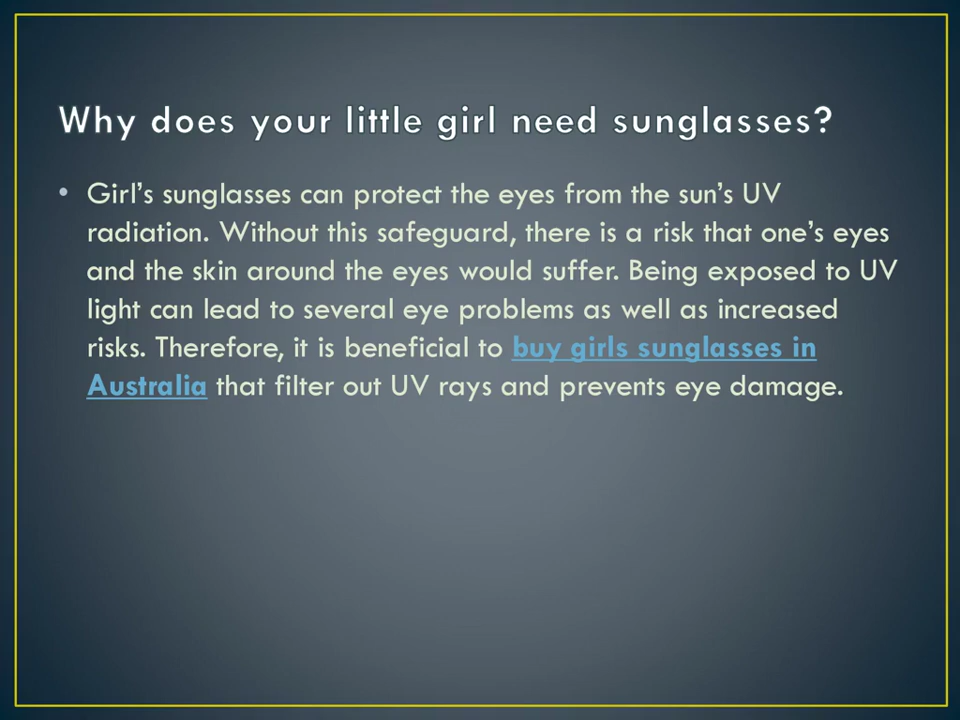 Why does your little girl need sunglasses?
• Girl’s sunglasses can protect the eyes from the sun’s UV
radiation. Without this safeguard, there is a risk that one’s eyes
and the skin around the eyes would suffer. Being exposed to UV
light can lead to several eye problems as well as increased
risks. Therefore, it is beneficial to buy girls sunglasses in
Australia that filter out UV rays and prevents eye damage.